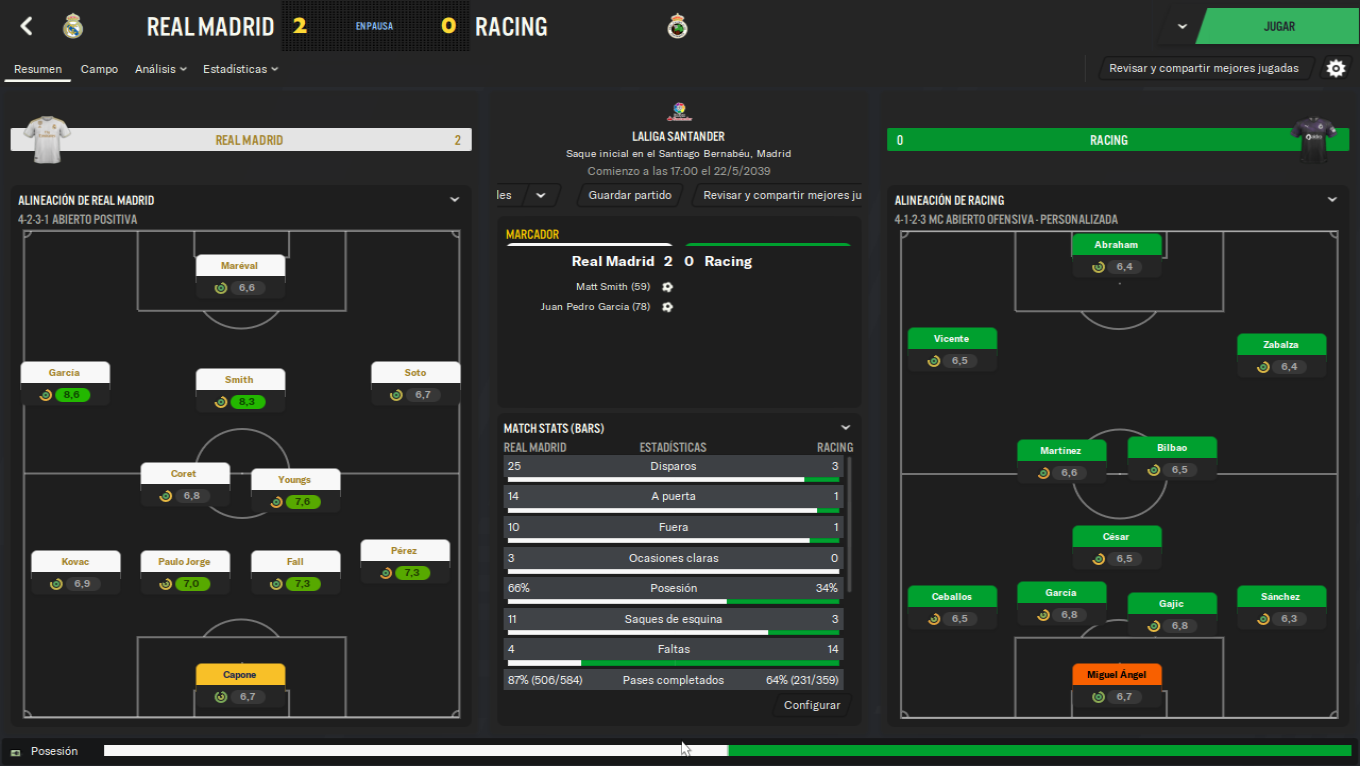 REAL MADRID 2 EN PAUSA 0 RACING
JUGAR
Resumen Campo Análisis Estadísticas
Revisar y compartir mejores jugadas
REAL MADRID 2
LALIGA SANTANDER
Saque inicial en el Santiago Bernabéu, Madrid
Comienzo a las 17:00 el 22/5/2039
0 RACING
les Guardar partido Revisar y compartir mejores ju
ALINEACIÓN DE REAL MADRID
4-2-3-1 ABIERTO POSITIVA
Maréval
6,6
García
8,6
Smith
8,3
Soto
6,7
Coret
6,8
Youngs
7,6
Kovac
6,9
Paulo Jorge
7,0
Fall
7,3
Pérez
7,3
Capone
6,7
MARCADOR
Real Madrid 2 0 Racing
Matt Smith (59)
Juan Pedro García (78)
MATCH STATS (BARS)
REAL MADRID ESTADÍSTICAS RACING
25 Disparos 3
14 A puerta 1
10 Fuera 1
3 Ocasiones claras 0
66% Posesión 34%
11 Saques de esquina 3
4 Faltas 14
87% (506/584) Pases completados 64% (231/359)
Configurar
ALINEACIÓN DE RACING
4-1-2-3 MC ABIERTO OFENSIVA - PERSONALIZADA
Abraham
6,4
Vicente
6,5
Zabalza
6,4
Martínez
6,6
Bilbao
6,5
César
6,5
Ceballos
6,5
García
6,8
Gajic
6,8
Sánchez
6,3
Miguel Ángel
6,7
Posesión